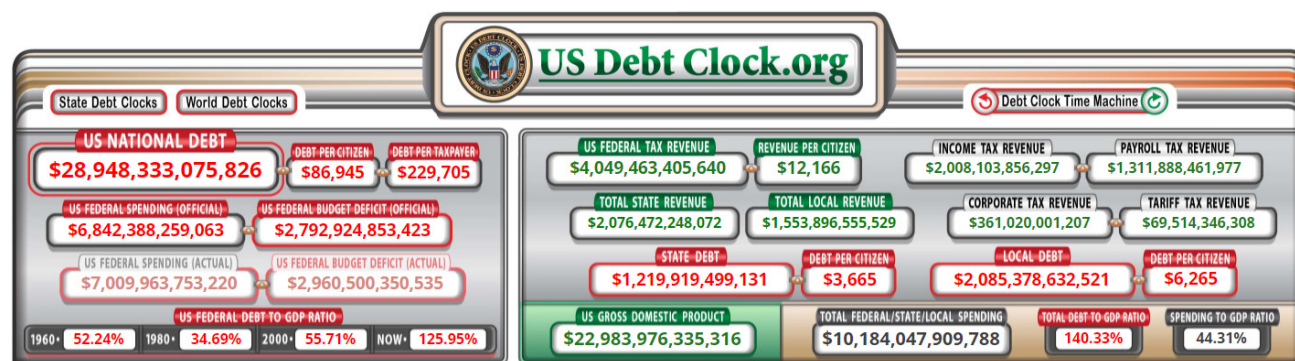 US Debt Clock.org
State Debt Clocks
World Debt Clocks
Debt Clock Time Machine
US NATIONAL DEBT
$28,948,333,075,826
DEBT PER CITIZEN
$86,945
DEBT PER TAXPAYER
$229,705
US FEDERAL SPENDING (OFFICIAL)
$6,842,388,259,063
US FEDERAL BUDGET DEFICIT (OFFICIAL)
$2,792,924,853,423
US FEDERAL SPENDING (ACTUAL)
$7,009,963,753,220
US FEDERAL BUDGET DEFICIT (ACTUAL)
$2,960,500,350,535
US FEDERAL DEBT TO GDP RATIO
1960• 52.24% 1980• 34.69% 2000• 55.71% NOW• 125.95%
US FEDERAL TAX REVENUE
$4,049,463,405,640
REVENUE PER CITIZEN
$12,166
INCOME TAX REVENUE
$2,008,103,856,297
PAYROLL TAX REVENUE
$1,311,888,461,977
TOTAL STATE REVENUE
$2,076,472,248,072
TOTAL LOCAL REVENUE
$1,553,896,555,529
CORPORATE TAX REVENUE
$361,020,001,207
TARIFF TAX REVENUE
$69,514,346,308
STATE DEBT
$1,219,919,499,131
DEBT PER CITIZEN
$3,665
LOCAL DEBT
$2,085,378,632,521
DEBT PER CITIZEN
$6,265
US GROSS DOMESTIC PRODUCT
$22,983,976,335,316
TOTAL FEDERAL/STATE/LOCAL SPENDING
$10,184,047,909,788
TOTAL DEBT TO GDP RATIO
140.33%
SPENDING TO GDP RATIO
44.31%